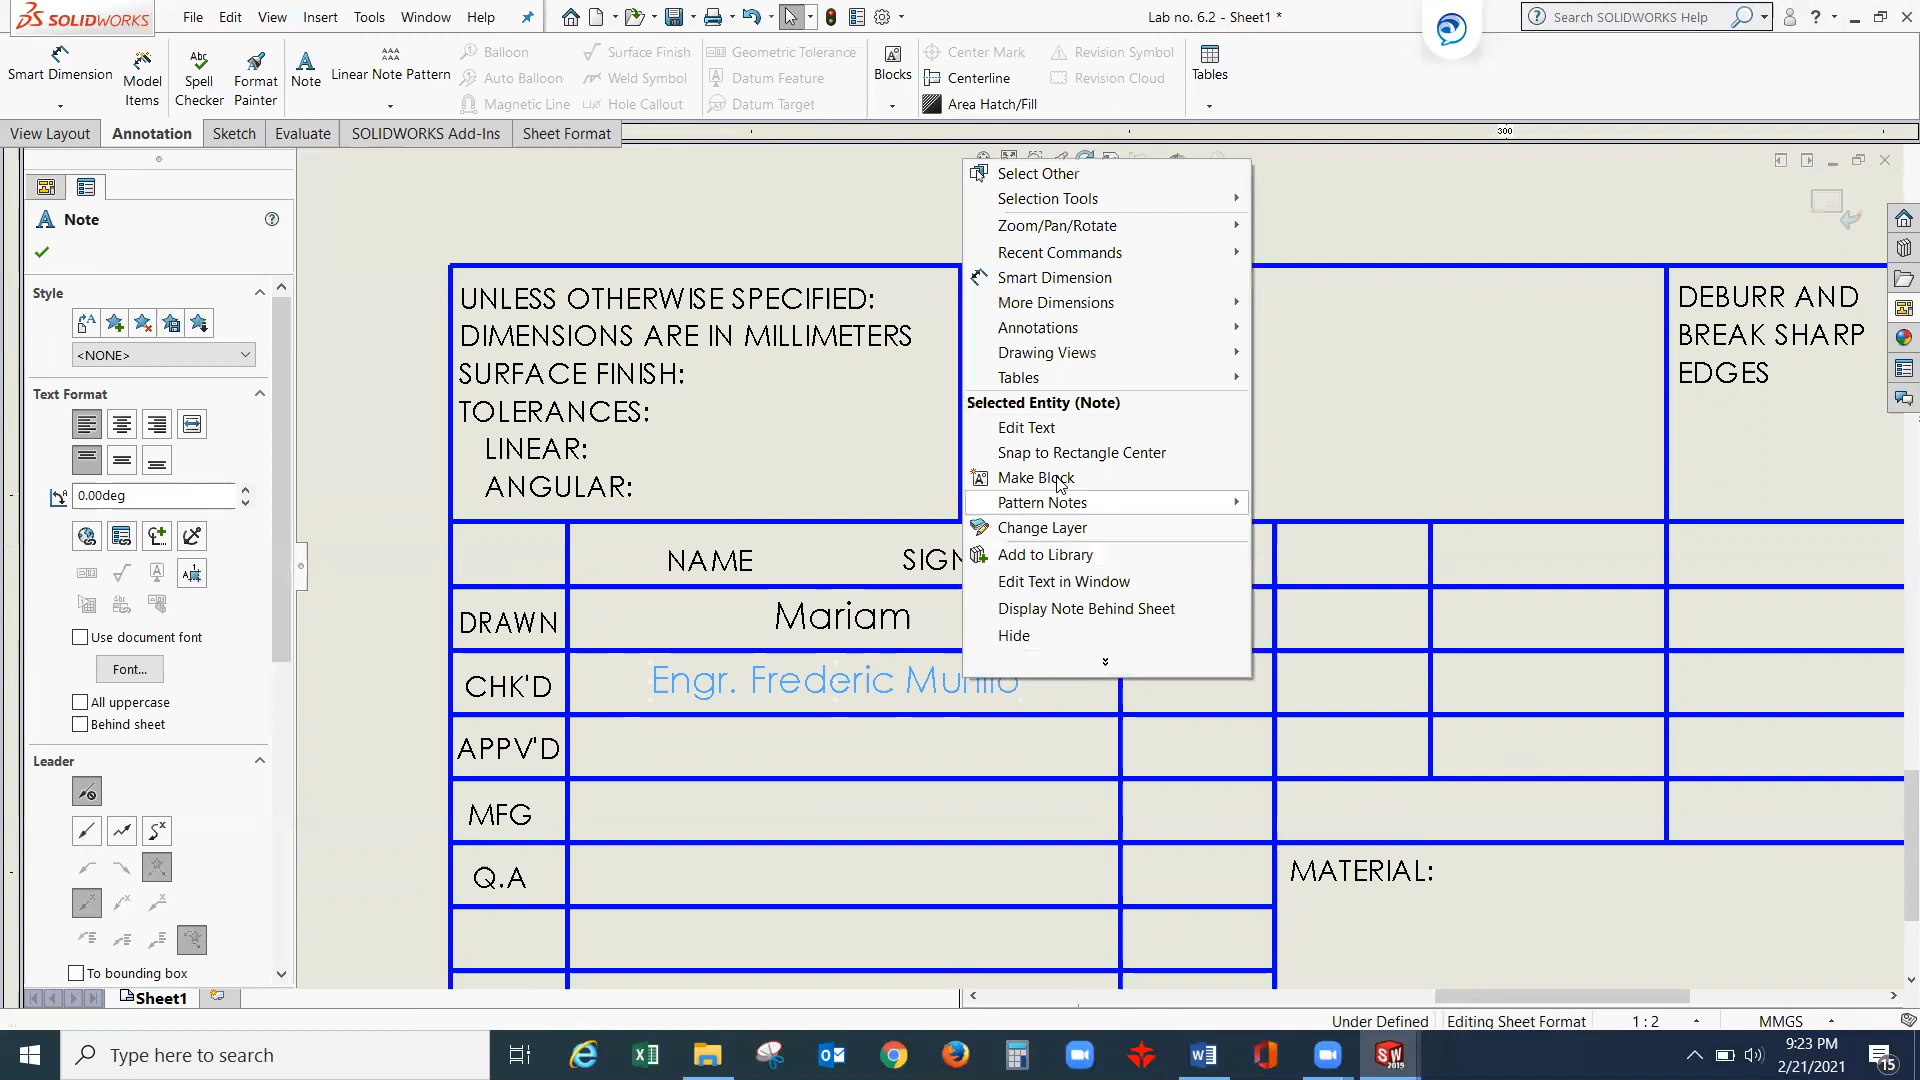 SOLIDWORKS
File Edit View Insert Tools Window Help
Lab no. 6.2 - Sheet1 *
Search SOLIDWORKS Help
Smart Dimension
Model Items
Spell Checker
Format Painter
Note
Linear Note Pattern
Balloon
Auto Balloon
Magnetic Line
Surface Finish
Weld Symbol
Hole Callout
Geometric Tolerance
Datum Feature
Datum Target
Blocks
Center Mark
Centerline
Area Hatch/Fill
Revision Symbol
Revision Cloud
Tables
View Layout Annotation Sketch Evaluate SOLIDWORKS Add-Ins Sheet Format
300
Note
Style
<NONE>
Text Format
0.00deg
Use document font
Font...
All uppercase
Behind sheet
Leader
To bounding box
Select Other
Selection Tools
Zoom/Pan/Rotate
Recent Commands
Smart Dimension
More Dimensions
Annotations
Drawing Views
Tables
Selected Entity (Note)
Edit Text
Snap to Rectangle Center
Make Block
Pattern Notes
Change Layer
Add to Library
Edit Text in Window
Display Note Behind Sheet
Hide
UNLESS OTHERWISE SPECIFIED:
DIMENSIONS ARE IN MILLIMETERS
SURFACE FINISH:
TOLERANCES:
LINEAR:
ANGULAR:
DEBURR AND
BREAK SHARP
EDGES
NAME SIGN
DRAWN Mariam
CHK'D Engr. Frederic
APPV'D
MFG
Q.A MATERIAL:
Sheet1
Under Defined Editing Sheet Format 1 : 2 MMGS
Type here to search
SW
2019
9:23 PM
2/21/2021
15